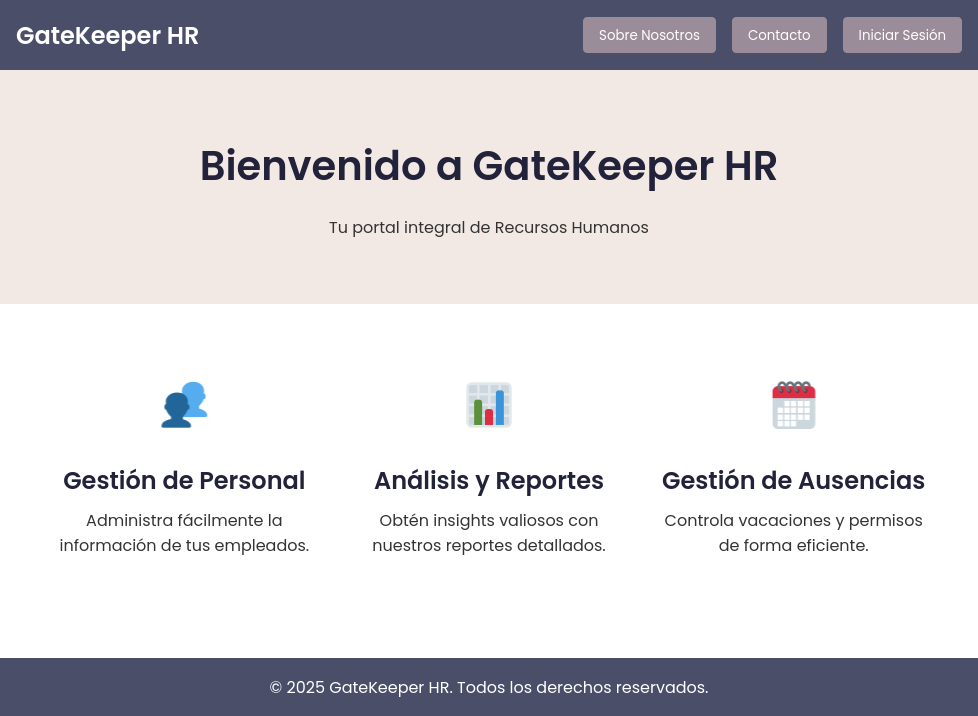 GateKeeper HR
Sobre Nosotros
Contacto
Iniciar Sesión
Bienvenido a GateKeeper HR
Tu portal integral de Recursos Humanos
Gestión de Personal
Administra fácilmente la
información de tus empleados.
Análisis y Reportes
Obtén insights valiosos con
nuestros reportes detallados.
Gestión de Ausencias
Controla vacaciones y permisos
de forma eficiente.
© 2025 GateKeeper HR. Todos los derechos reservados.